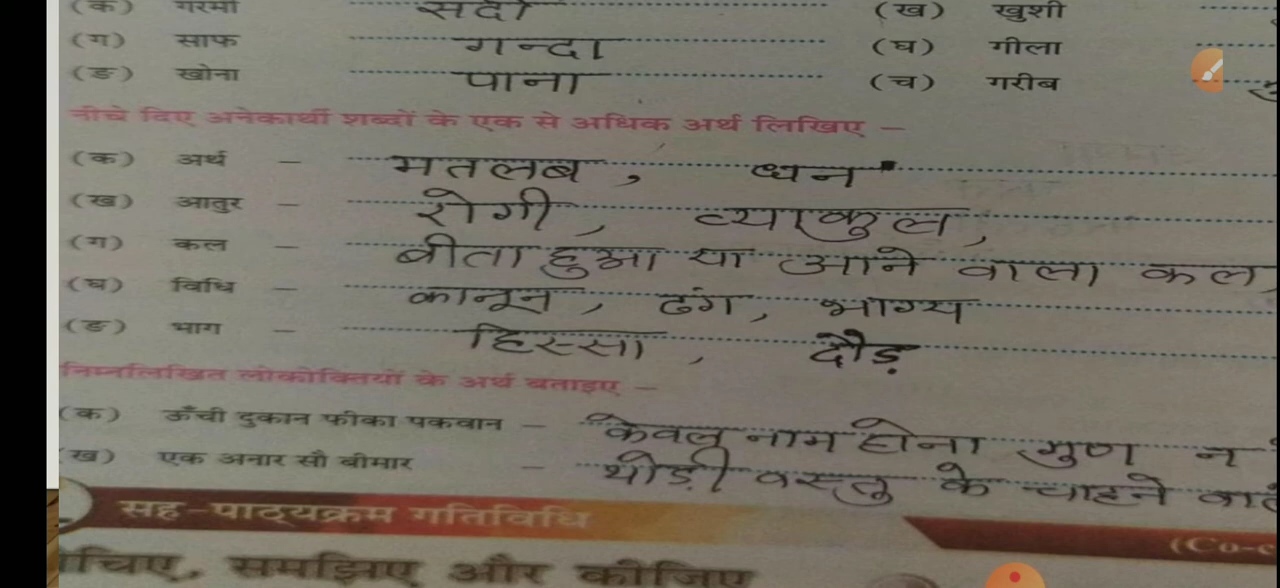 (क) गरमी सर्दी (ख) खुशी
(ग) साफ गन्दा (घ) गीला
(ङ) खोना पाना (च) गरीब
नीचे दिए अनेकार्थी शब्दों के एक से अधिक अर्थ लिखिए –
(क) अर्थ – मतलब, धन
(ख) आतुर – रोगी, व्याकुल,
(ग) कल – बीता हुआ या आने वाला कल,
(घ) विधि – कानून, ढंग, भाग्य
(ङ) भाग – हिस्सा, दौड़
निम्नलिखित लोकोक्तियों के अर्थ बताइए –
(क) ऊँची दुकान फीका पकवान – केवल नाम होना गुण न
(ख) एक अनार सौ बीमार – थोड़ी वस्तु के चाहने
सह-पाठ्यक्रम गतिविधि
(Co-c
समझिए और कीजिए